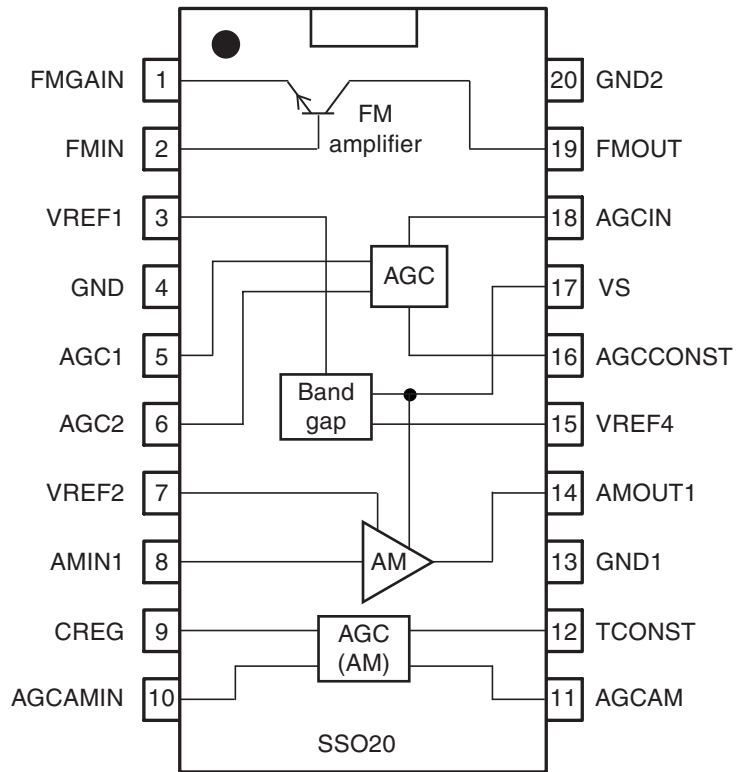 FMGAIN 1
20 GND2
FM
amplifier
FMIN 2
19 FMOUT
VREF1 3
18 AGCIN
AGC
GND 4
17 VS
AGC1 5
16 AGCCONST
Band
gap
AGC2 6
15 VREF4
VREF2 7
14 AMOUT1
AMIN1 8
AM
13 GND1
CREG 9
AGC
(AM)
12 TCONST
AGCAMIN 10
11 AGCAM
SSO20